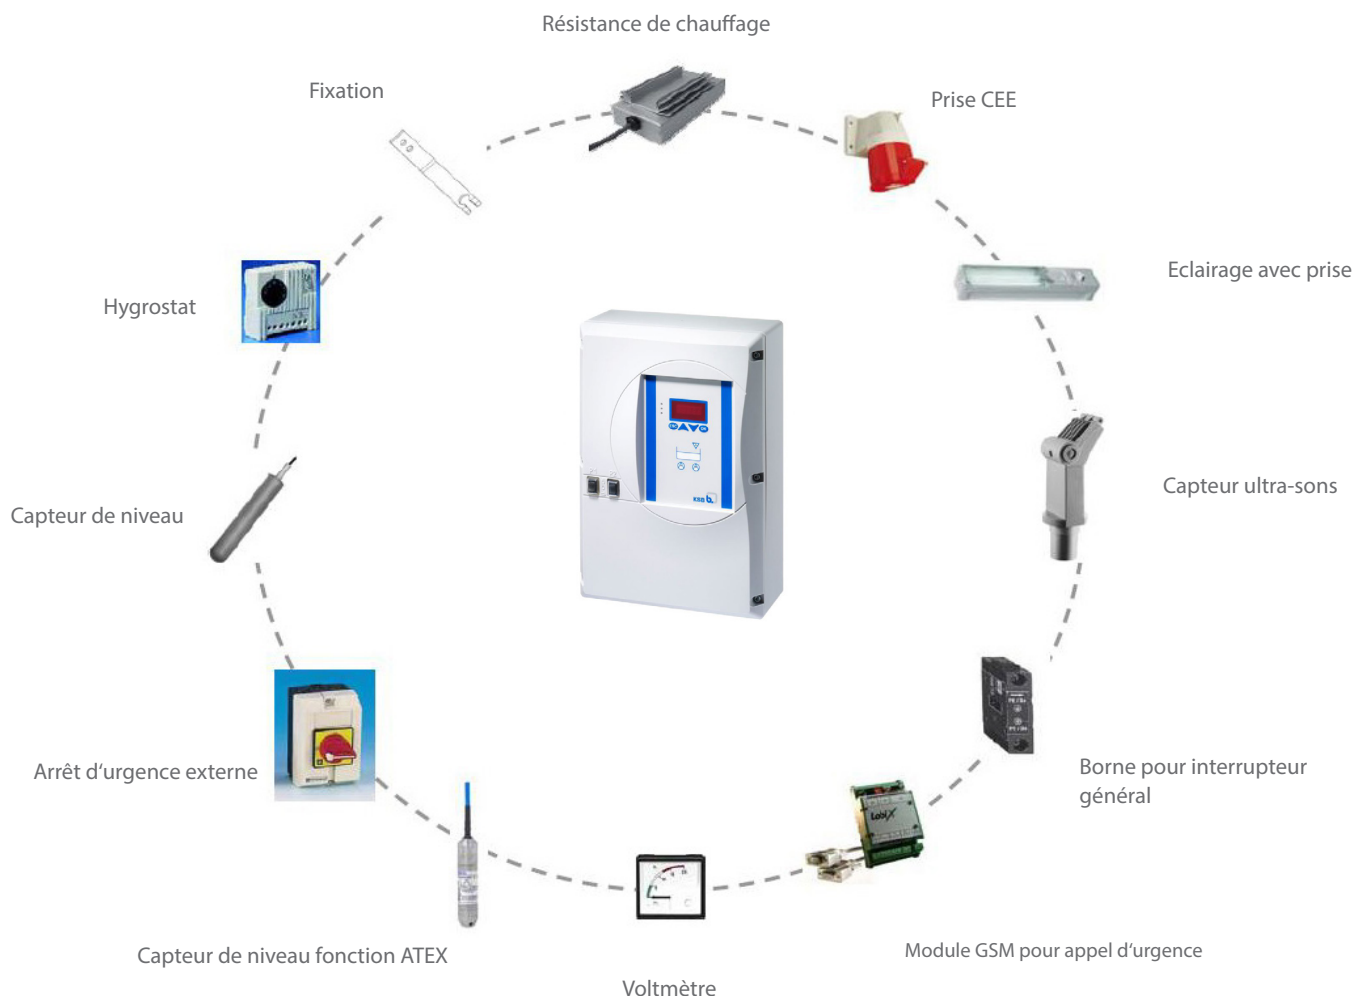 Résistance de chauffage
Fixation
Prise CEE
Hygrostat
Eclairage avec prise
Capteur de niveau
KSB b.
Capteur ultra-sons
Arrêt d‘urgence externe
Borne pour interrupteur
général
Capteur de niveau fonction ATEX
Module GSM pour appel d‘urgence
Voltmètre